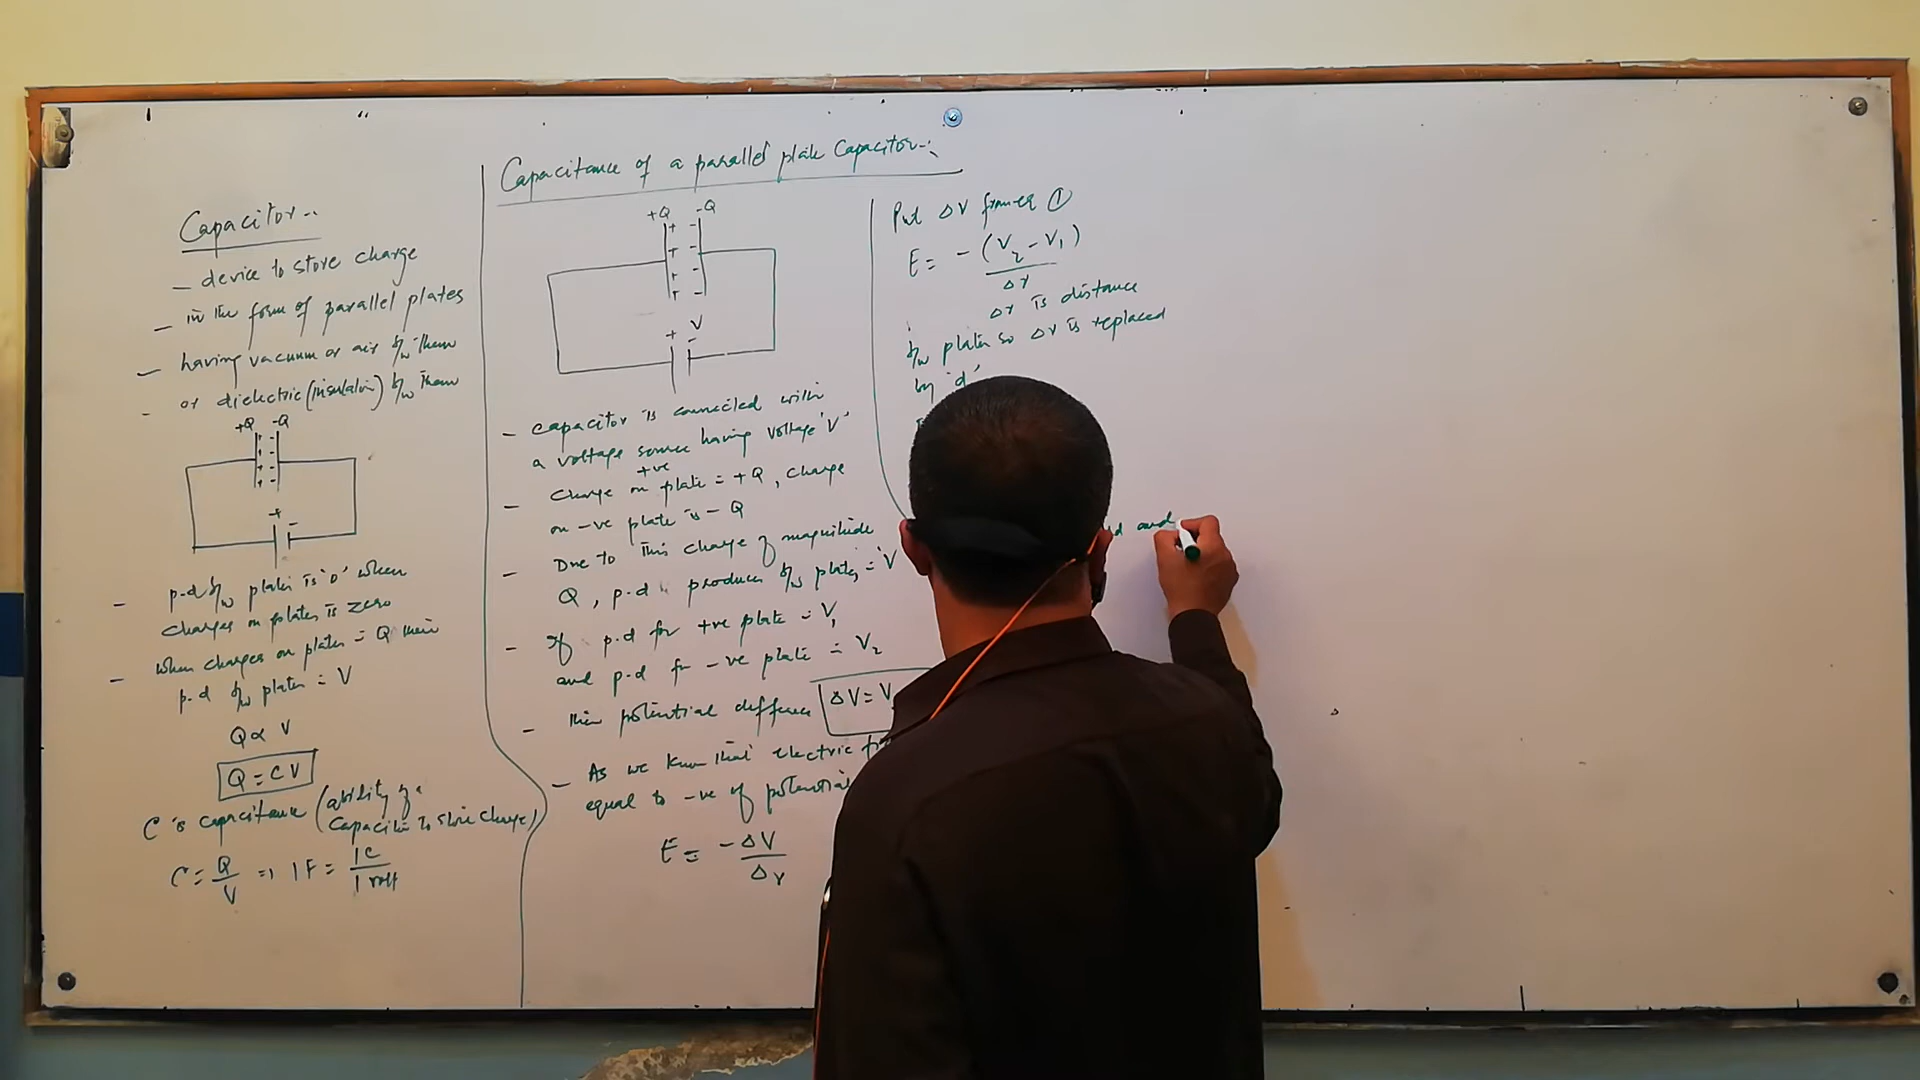 Capacitor:-
- device to store charge
- in the form of parallel plates
- having vacuum or air b/w them
- or dielectric (insulator) b/w them
+Q -Q
+ -
- p.d b/w plates is '0' when
charges on plates is zero
- when charges on plates = Q then
p.d b/w plates = V
Q ∝ V
Q = CV
C is capacitance (ability of a
capacitor to store charge)
C = Q/V => 1F = 1C/1 volt
Capacitance of a parallel plate Capacitor:-
+Q -Q
V
+ -
- capacitor is connected with
a voltage source having voltage 'V'
- charge on +ve plate = +Q, charge
on -ve plate is - Q
- Due to this charge of magnitude
Q, p.d is produces b/w plates = 'V'
- If p.d for +ve plate = V1
and p.d for -ve plate = V2
- then potential difference ΔV = V
- As we know that electric
equal to -ve of potential
E = -ΔV/Δr
Put ΔV from eq ①
E = -(V2 - V1)/Δr
Δr is distance
b/w plates so Δr is replaced
by 'd'
and